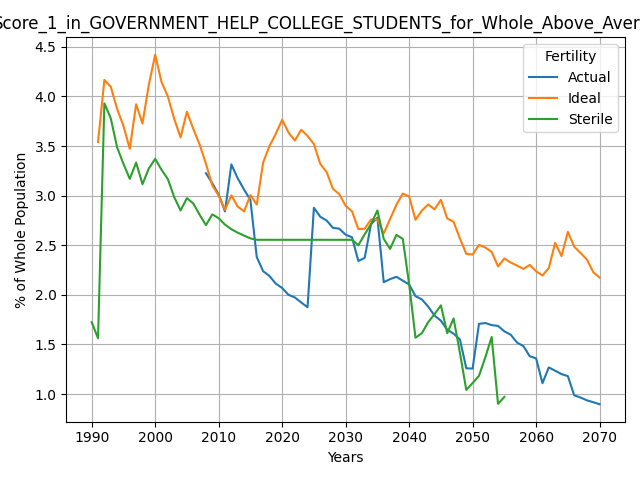 Score_1_in_GOVERNMENT_HELP_COLLEGE_STUDENTS_for_Whole_Above_Aver
Fertility
Actual
Ideal
Sterile
% of Whole Population
4.5
4.0
3.5
3.0
2.5
2.0
1.5
1.0
1990 2000 2010 2020 2030 2040 2050 2060 2070
Years